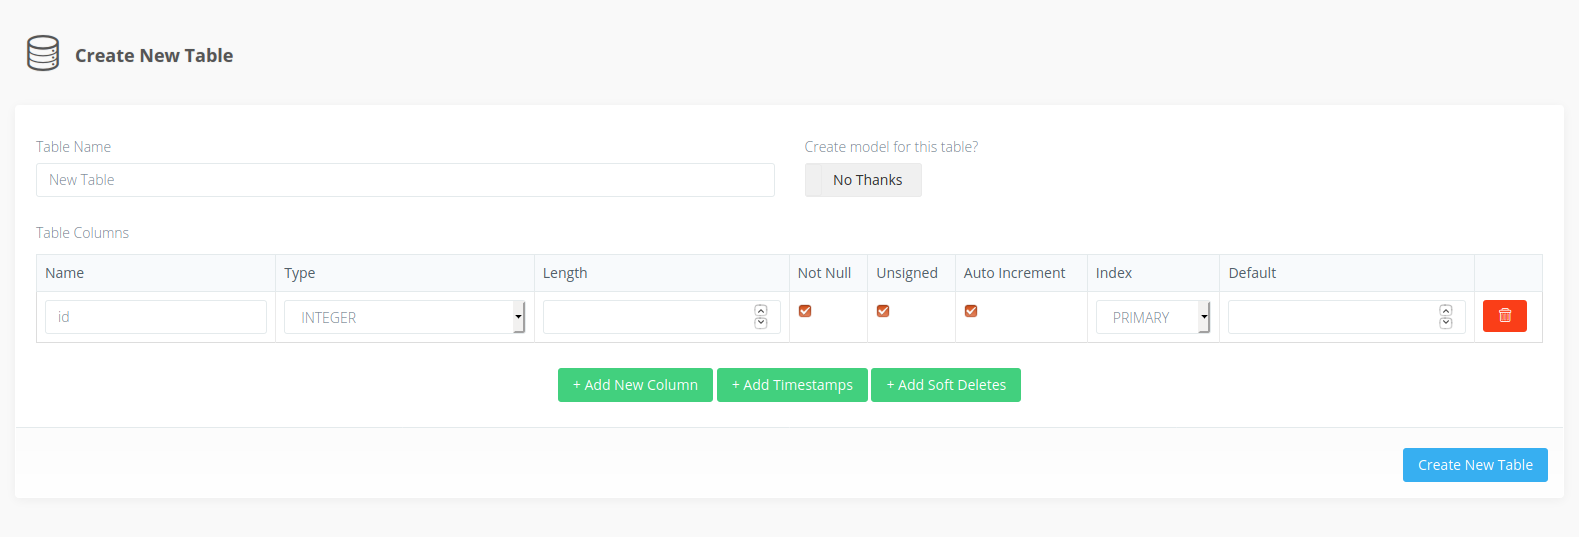 Create New Table
Table Name Create model for this table?
New Table No Thanks
Table Columns
Name Type Length Not Null Unsigned Auto Increment Index Default
id INTEGER PRIMARY
+ Add New Column + Add Timestamps + Add Soft Deletes
Create New Table